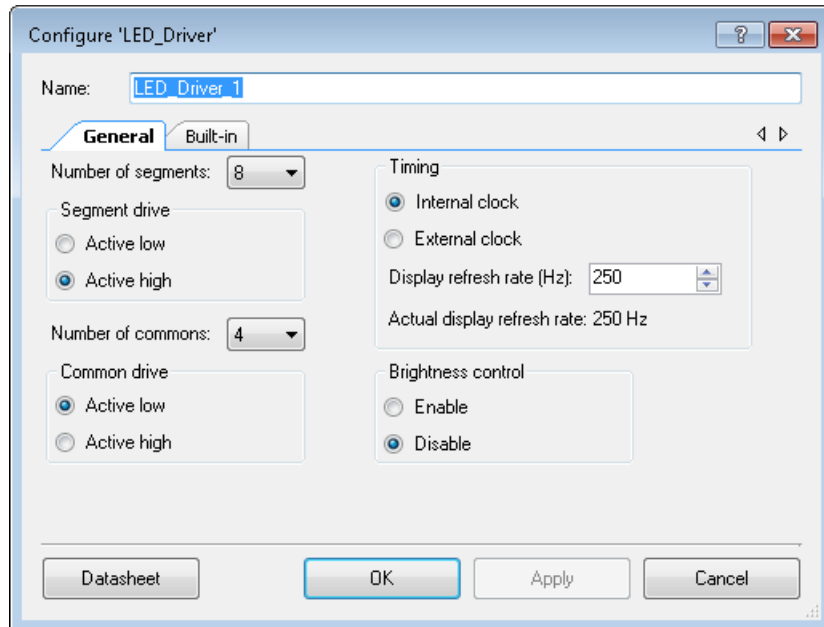 Configure 'LED_Driver'
Name: LED_Driver_1
General Built-in
Number of segments: 8
Segment drive
Active low
Active high
Number of commons: 4
Common drive
Active low
Active high
Timing
Internal clock
External clock
Display refresh rate (Hz): 250
Actual display refresh rate: 250 Hz
Brightness control
Enable
Disable
Datasheet OK Apply Cancel